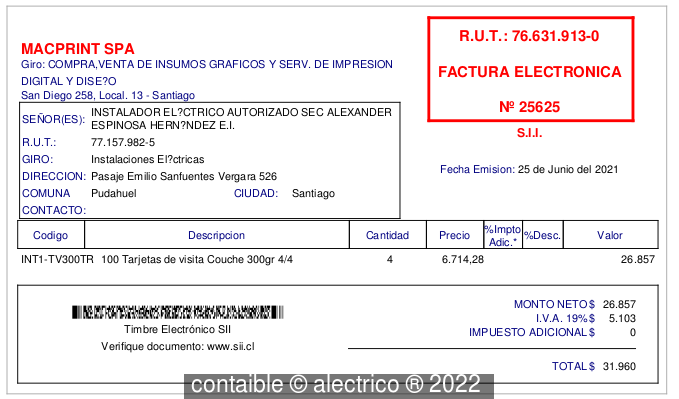 MACPRINT SPA
Giro: COMPRA,VENTA DE INSUMOS GRAFICOS Y SERV. DE IMPRESION
DIGITAL Y DISE?O
San Diego 258, Local. 13 - Santiago
R.U.T.: 76.631.913-0
FACTURA ELECTRONICA
Nº 25625
S.I.I.
SEÑOR(ES): INSTALADOR EL?CTRICO AUTORIZADO SEC ALEXANDER
ESPINOSA HERN?NDEZ E.I.
R.U.T.: 77.157.982-5
GIRO: Instalaciones El?ctricas
DIRECCION: Pasaje Emilio Sanfuentes Vergara 526
COMUNA Pudahuel CIUDAD: Santiago
CONTACTO:
Fecha Emision: 25 de Junio del 2021
Codigo Descripcion Cantidad Precio %Impto Adic.* %Desc. Valor
INT1-TV300TR 100 Tarjetas de visita Couche 300gr 4/4 4 6.714,28 26.857
Timbre Electrónico SII
Verifique documento: www.sii.cl
MONTO NETO $ 26.857
I.V.A. 19% $ 5.103
IMPUESTO ADICIONAL $ 0
TOTAL $ 31.960
contaible © alectrico ® 2022